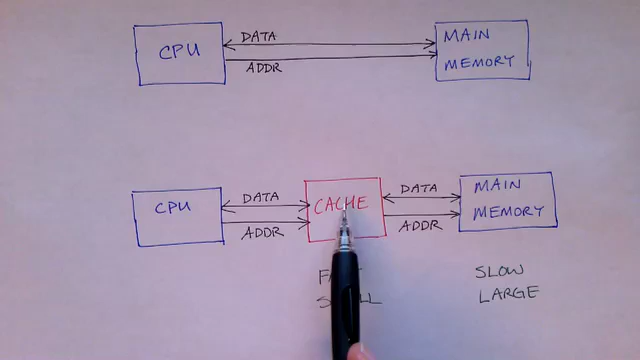 CPU
DATA
ADDR
MAIN
MEMORY
CPU
DATA
ADDR
CACHE
DATA
ADDR
MAIN
MEMORY
SLOW
LARGE